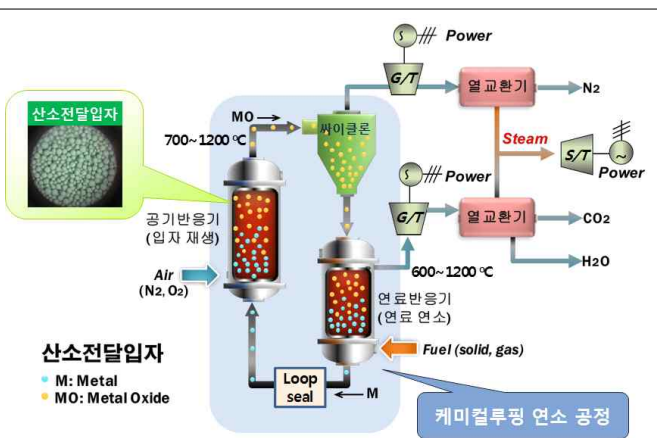 Power
G/T
열교환기
N2
산소전달입자
MO
싸이클론
700~1200 ℃
Steam
S/T
Power
Power
G/T
열교환기
CO2
공기반응기
(입자 재생)
H2O
600~1200 ℃
Air
(N2, O2)
연료반응기
(연료 연소)
산소전달입자
M: Metal
MO: Metal Oxide
Fuel (solid, gas)
Loop
seal
M
케미컬루핑 연소 공정